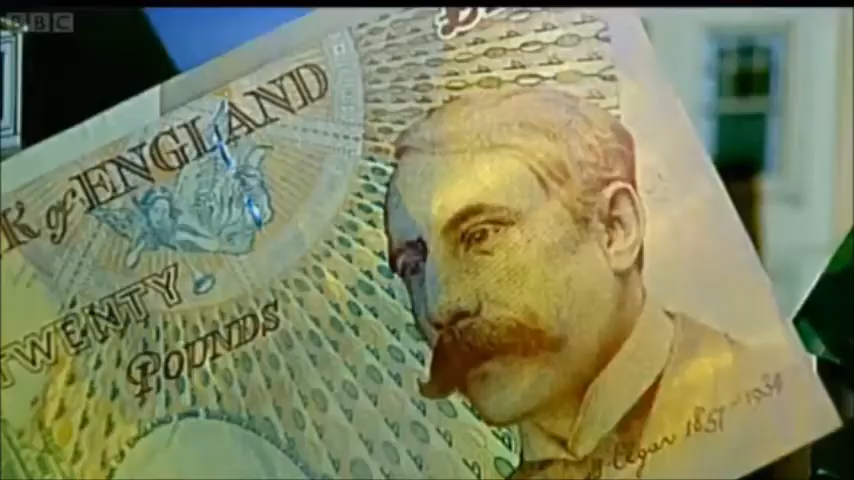 BBC
K of ENGLAND
TWENTY
POUNDS
Elgar 1857-1934